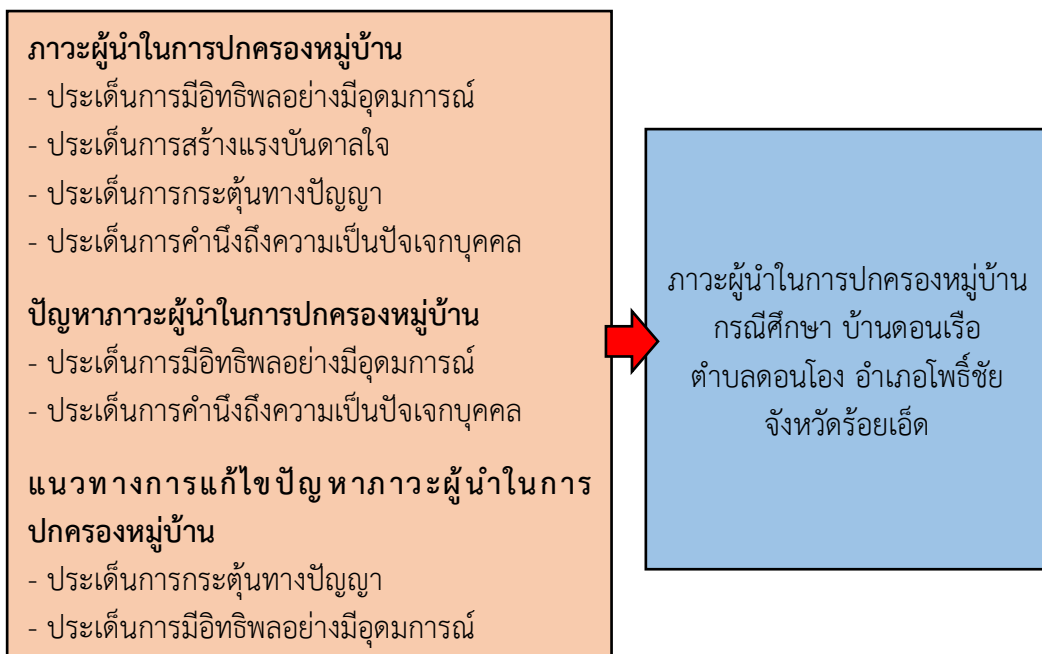 ภาวะผู้นำในการปกครองหมู่บ้าน
- ประเด็นการมีอิทธิพลอย่างมีอุดมการณ์
- ประเด็นการสร้างแรงบันดาลใจ
- ประเด็นการกระตุ้นทางปัญญา
- ประเด็นการคำนึงถึงความเป็นปัจเจกบุคคล
ปัญหาภาวะผู้นำในการปกครองหมู่บ้าน
- ประเด็นการมีอิทธิพลอย่างมีอุดมการณ์
- ประเด็นการคำนึงถึงความเป็นปัจเจกบุคคล
แนวทางการแก้ไขปัญหาภาวะผู้นำในการ
ปกครองหมู่บ้าน
- ประเด็นการกระตุ้นทางปัญญา
- ประเด็นการมีอิทธิพลอย่างมีอุดมการณ์
ภาวะผู้นำในการปกครองหมู่บ้าน
กรณีศึกษา บ้านดอนเรือ
ตำบลดอนโอง อำเภอโพธิ์ชัย
จังหวัดร้อยเอ็ด